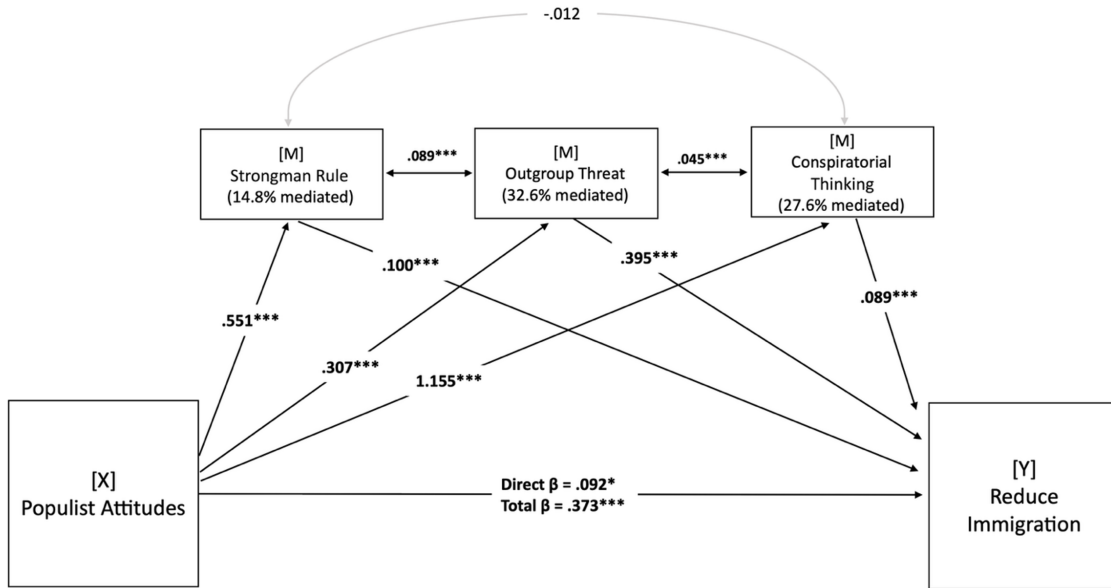 -.012
[M]
Strongman Rule
(14.8% mediated)
.089***
[M]
Outgroup Threat
(32.6% mediated)
.045***
[M]
Conspiratorial
Thinking
(27.6% mediated)
.100***
.395***
.089***
.551***
.307***
1.155***
[X]
Populist Attitudes
Direct β = .092*
Total β = .373***
[Y]
Reduce
Immigration